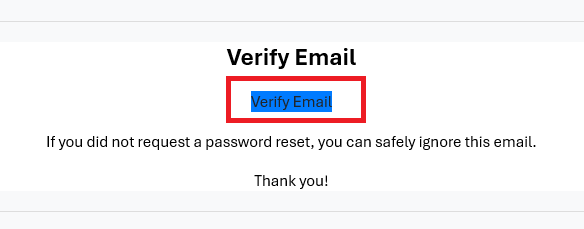 Verify Email
Verify Email
If you did not request a password reset, you can safely ignore this email.
Thank you!